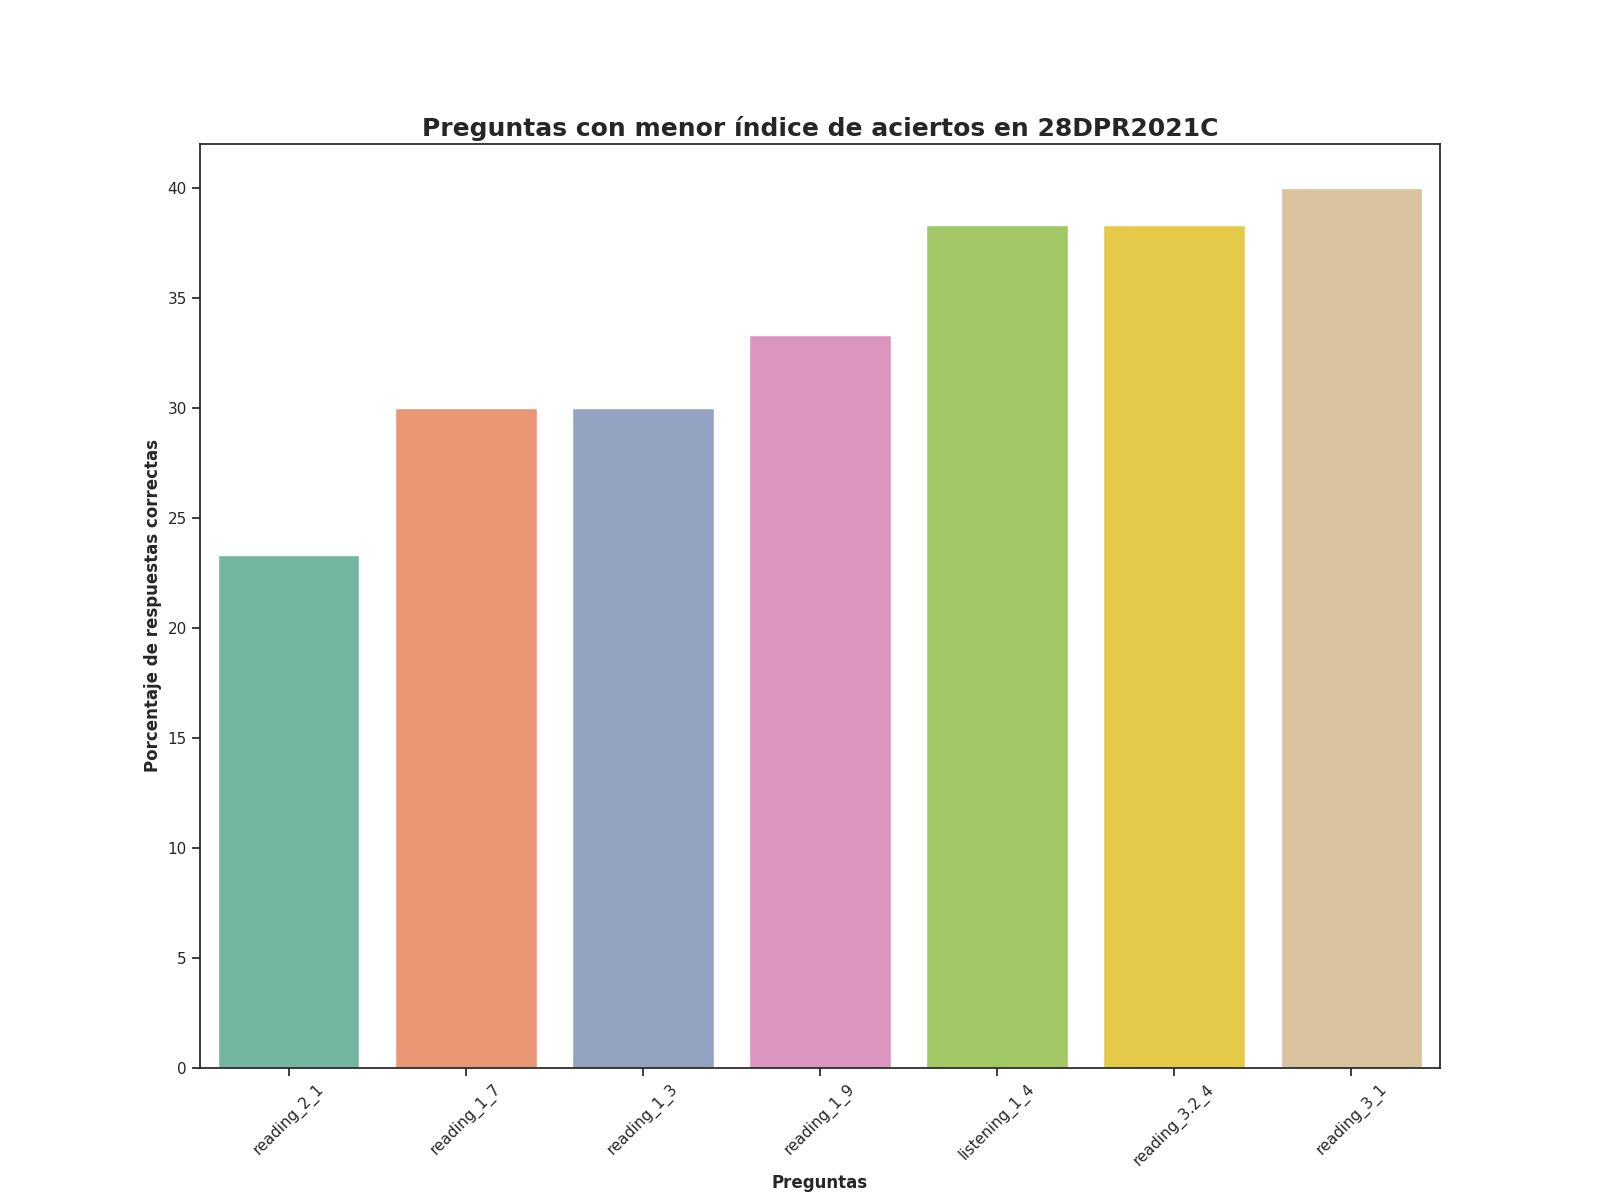 Preguntas con menor índice de aciertos en 28DPR2021C
Porcentaje de respuestas correctas
40
35
30
25
20
15
10
5
0
reading_2_1
reading_1_7
reading_1_3
reading_1_9
listening_1_4
reading_3.2_4
reading_3_1
Preguntas